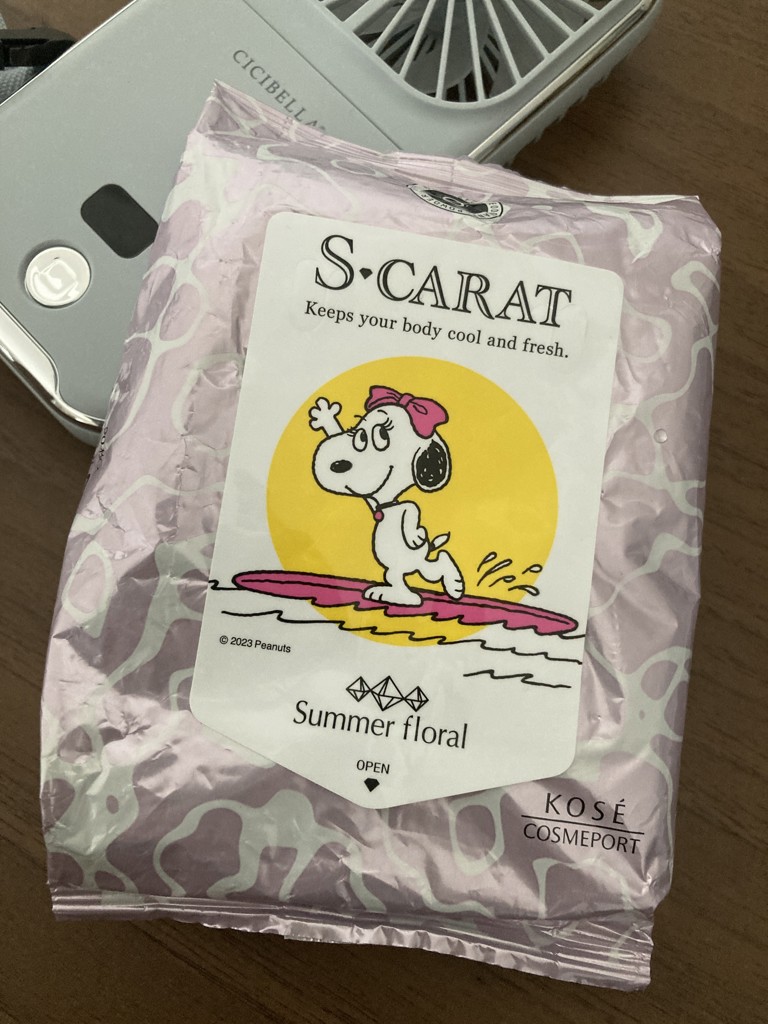 CICIBELLA
S·CARAT
Keeps your body cool and fresh.
© 2023 Peanuts
Summer floral
OPEN
KOSÉ
COSMEPORT